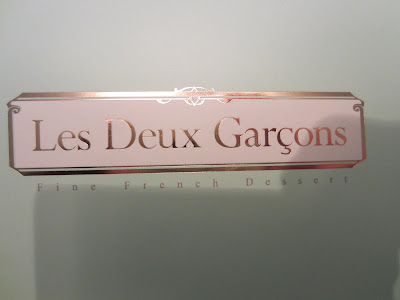 Les Deux Garçons
Fine French Dessert